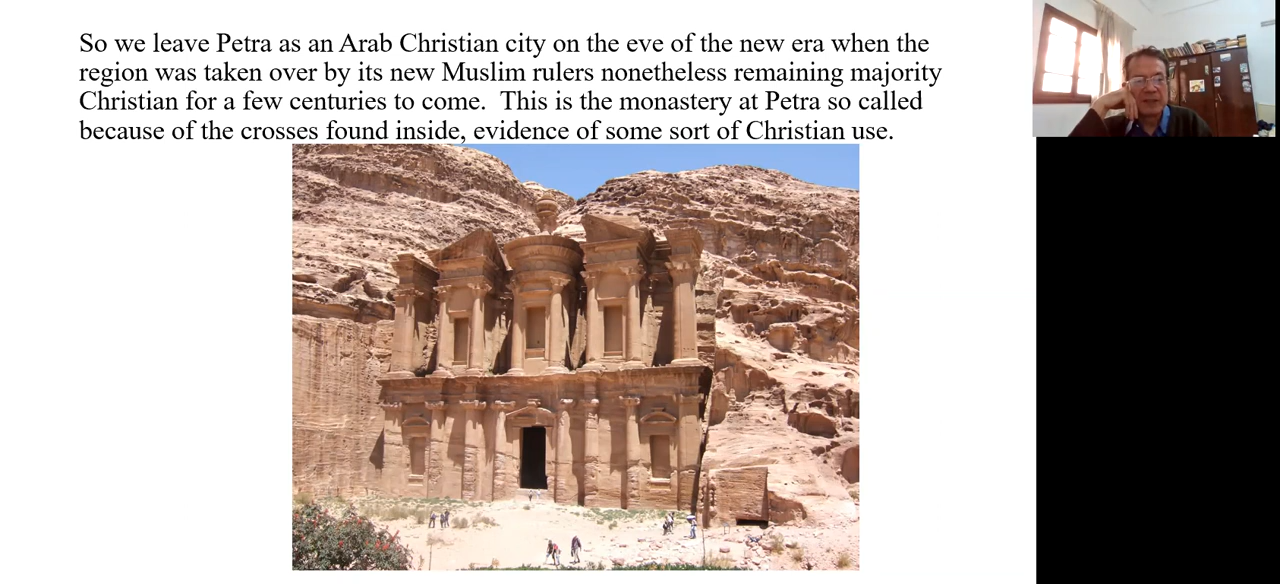 So we leave Petra as an Arab Christian city on the eve of the new era when the
region was taken over by its new Muslim rulers nonetheless remaining majority
Christian for a few centuries to come.  This is the monastery at Petra so called
because of the crosses found inside, evidence of some sort of Christian use.